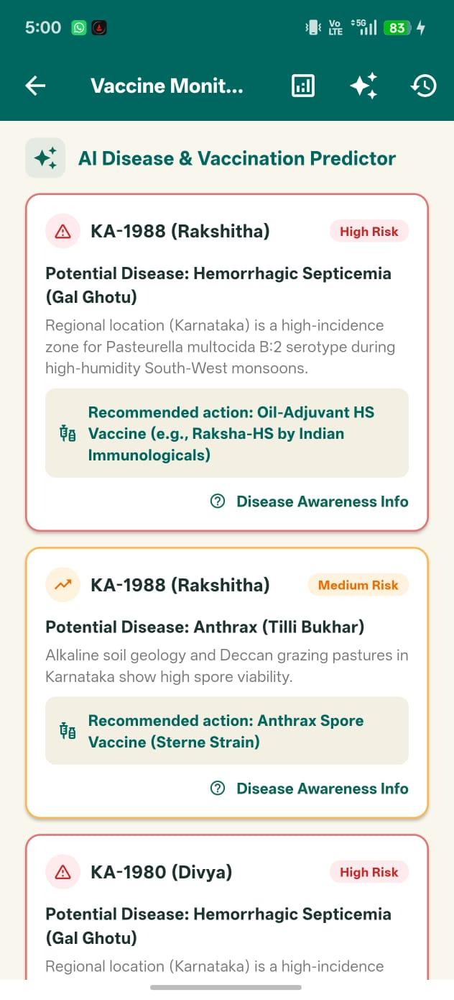 5:00
Vo
LTE
5G
83
Vaccine Monit...
AI Disease & Vaccination Predictor
KA-1988 (Rakshitha)
High Risk
Potential Disease: Hemorrhagic Septicemia
(Gal Ghotu)
Regional location (Karnataka) is a high-incidence
zone for Pasteurella multocida B:2 serotype during
high-humidity South-West monsoons.
Recommended action: Oil-Adjuvant HS
Vaccine (e.g., Raksha-HS by Indian
Immunologicals)
Disease Awareness Info
KA-1988 (Rakshitha)
Medium Risk
Potential Disease: Anthrax (Tilli Bukhar)
Alkaline soil geology and Deccan grazing pastures in
Karnataka show high spore viability.
Recommended action: Anthrax Spore
Vaccine (Sterne Strain)
Disease Awareness Info
KA-1980 (Divya)
High Risk
Potential Disease: Hemorrhagic Septicemia
(Gal Ghotu)
Regional location (Karnataka) is a high-incidence